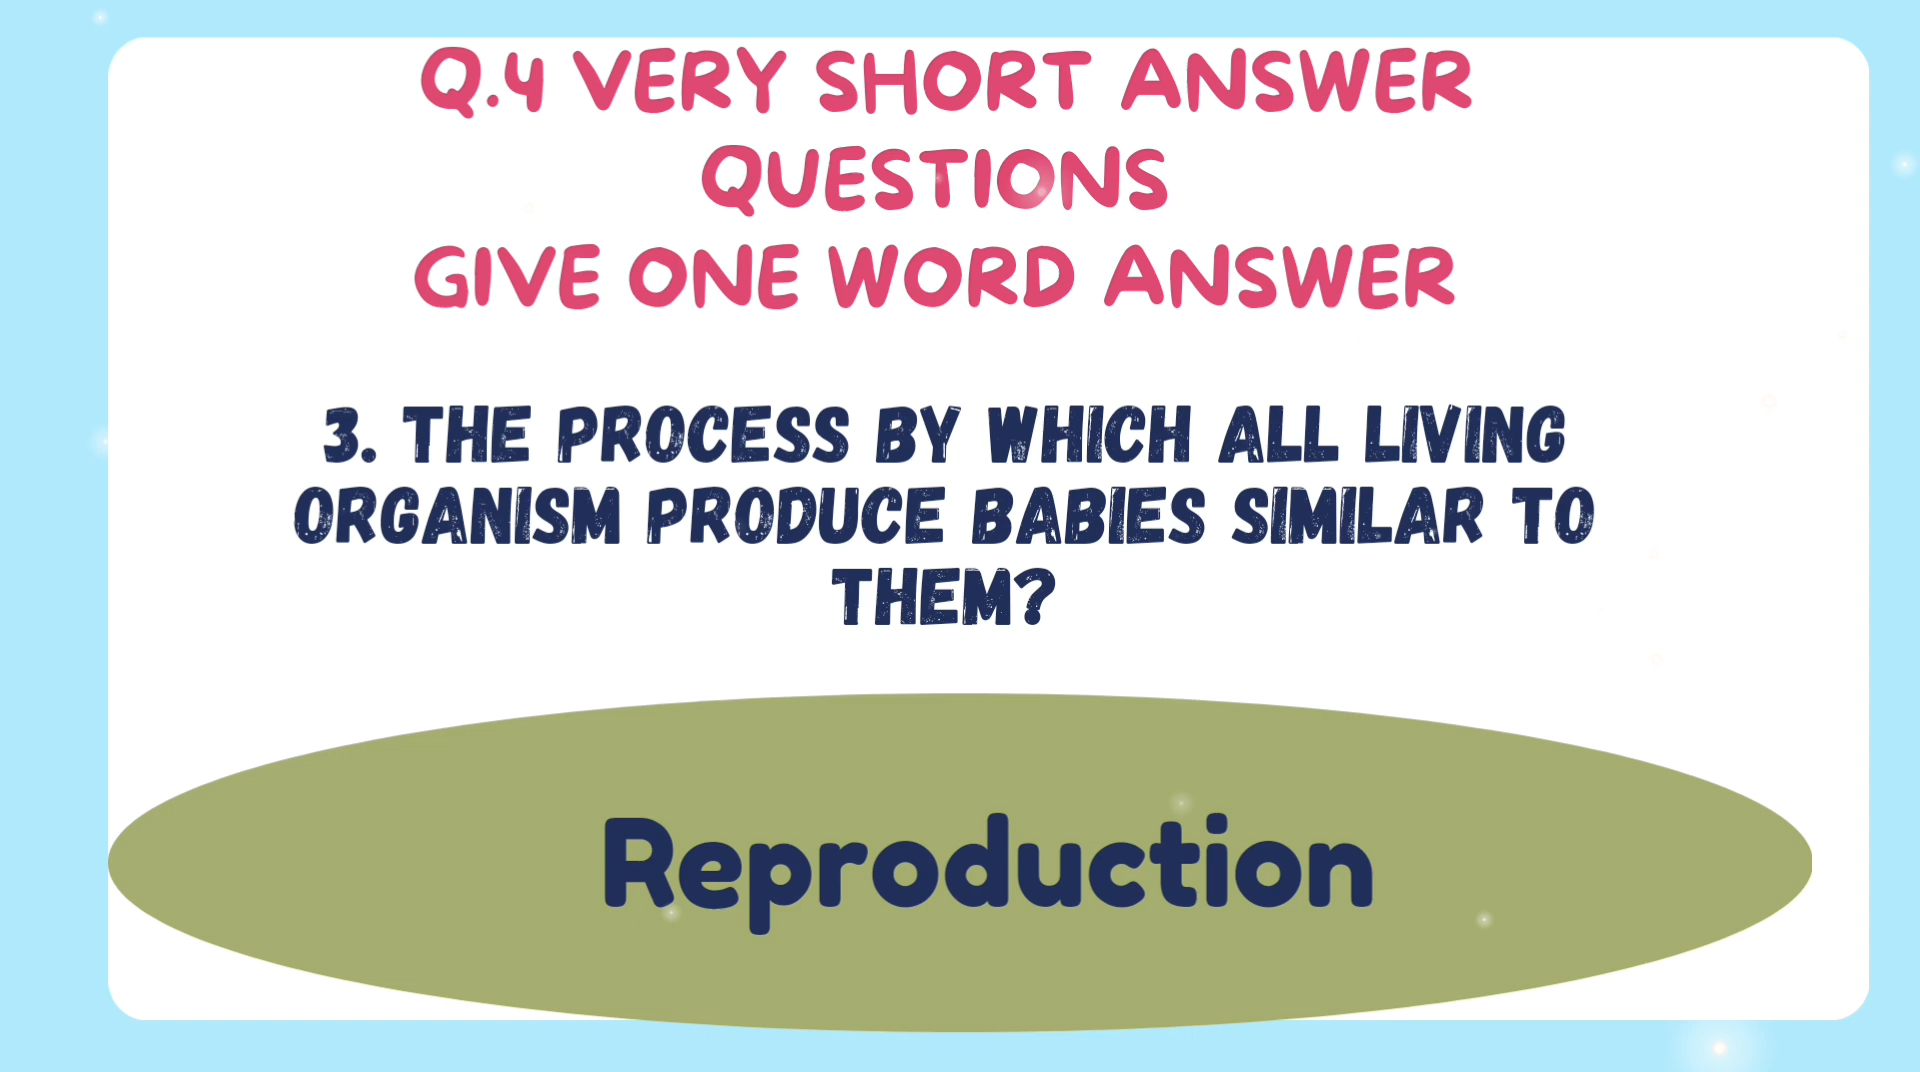 Q.4 VERY SHORT ANSWER
QUESTIONS
GIVE ONE WORD ANSWER
3. THE PROCESS BY WHICH ALL LIVING
ORGANISM PRODUCE BABIES SIMILAR TO
THEM?
Reproduction